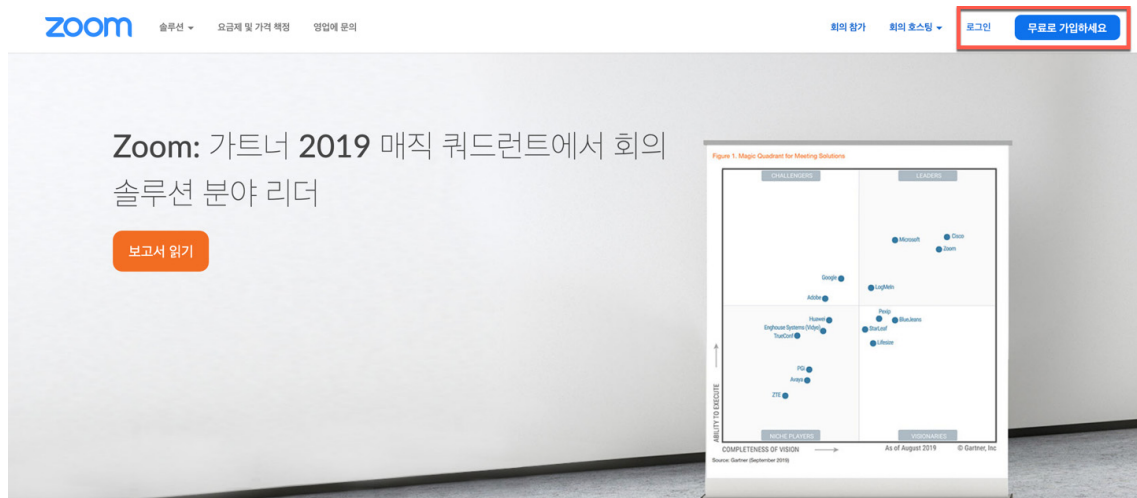 zoom
솔루션
요금제 및 가격 책정
영업에 문의
회의 참가
회의 호스팅
로그인
무료로 가입하세요
Zoom: 가트너 2019 매직 쿼드런트에서 회의
솔루션 분야 리더
보고서 읽기
Figure 1. Magic Quadrant for Meeting Solutions
CHALLENGERS
LEADERS
Microsoft
Cisco
Zoom
Google
LogMeIn
Adobe
Pexip
Huawei
BlueJeans
Enghouse Systems (Vidyo)
StarLeaf
TrueConf
Lifesize
PGi
Avaya
ZTE
ABILITY TO EXECUTE
NICHE PLAYERS
VISIONARIES
COMPLETENESS OF VISION
As of August 2019
© Gartner, Inc
Source: Gartner (September 2019)